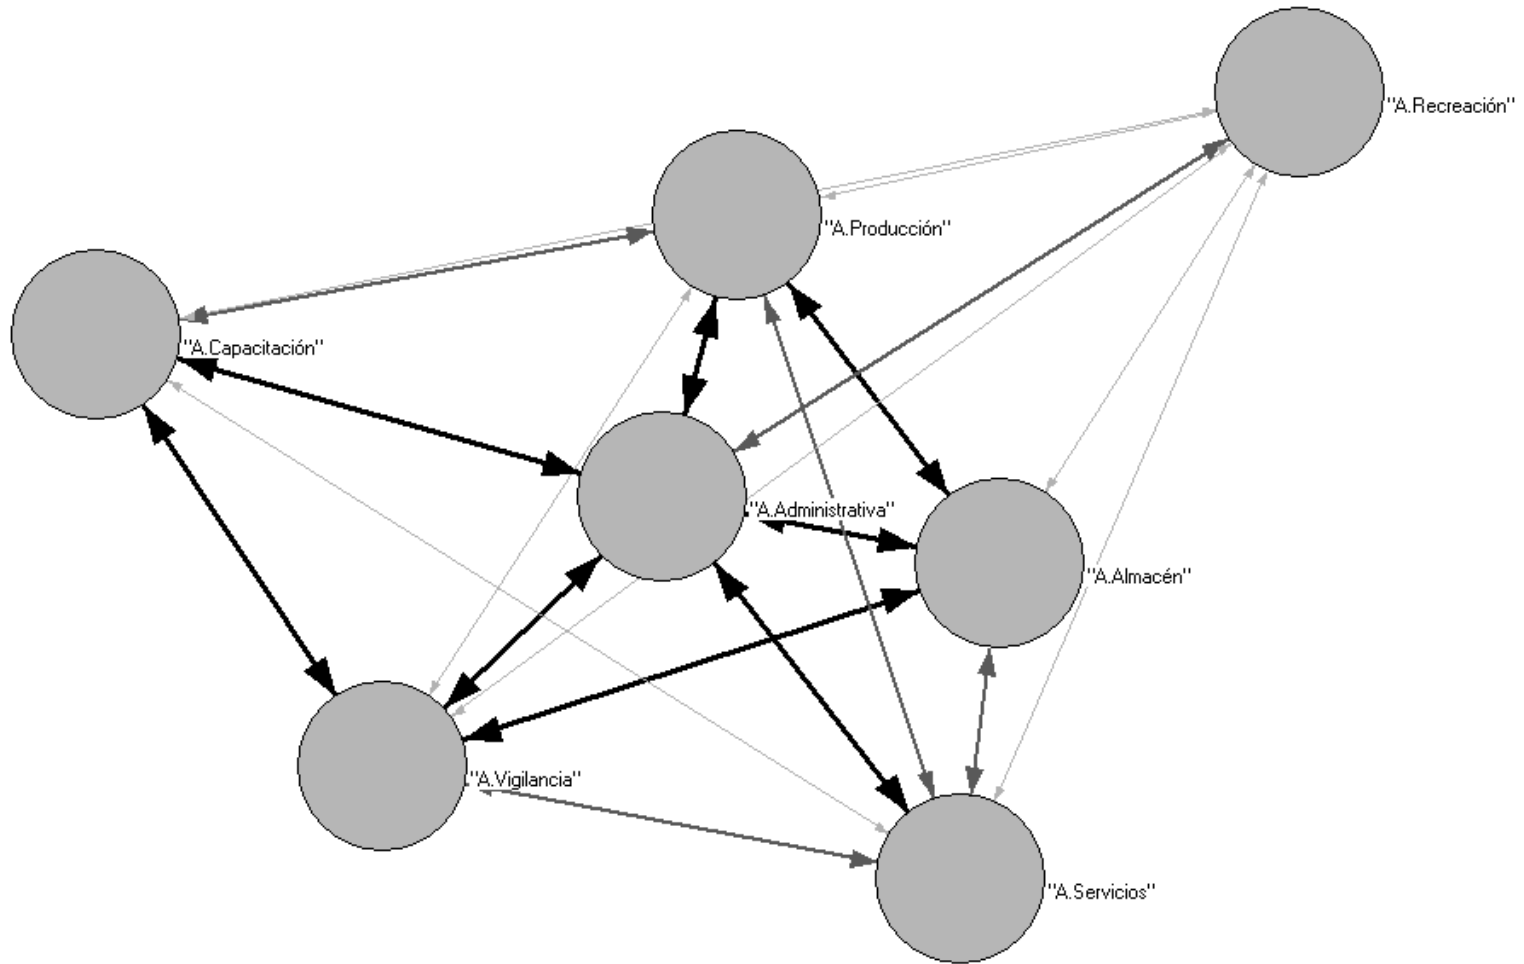 "A.Recreación"
"A.Producción"
"A.Capacitación"
"A.Administrativa"
"A.Almacén"
"A.Vigilancia"
"A.Servicios"